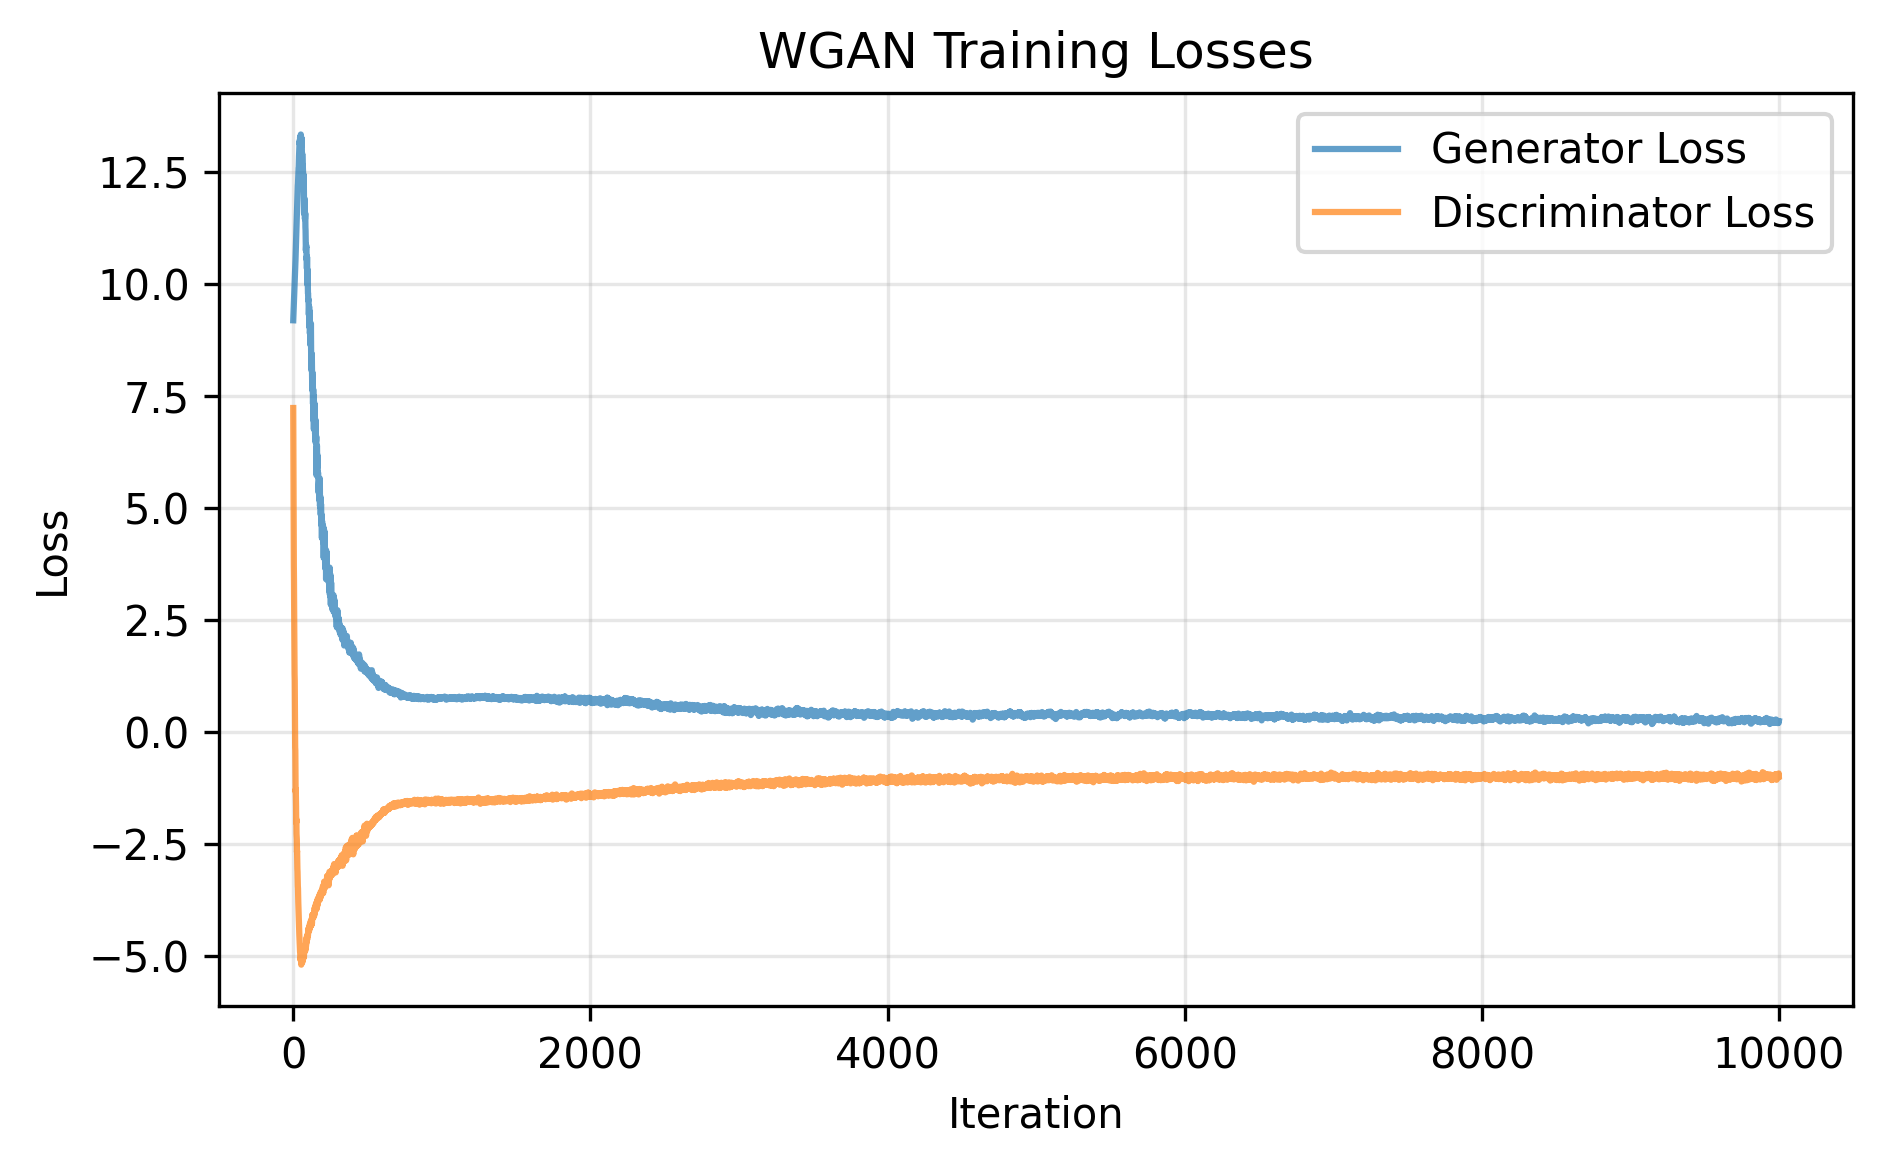 WGAN Training Losses
Generator Loss
Discriminator Loss
12.5
10.0
7.5
5.0
2.5
0.0
−2.5
−5.0
Loss
0 2000 4000 6000 8000 10000
Iteration